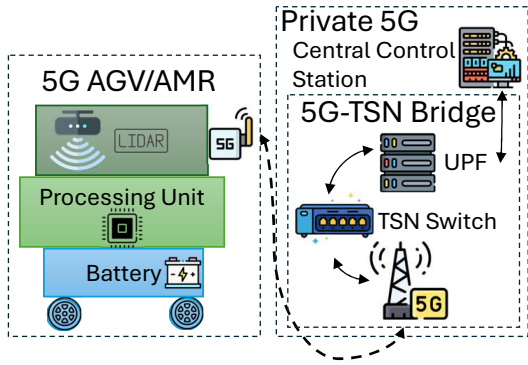 5G AGV/AMR
LIDAR
5G
Processing Unit
Battery
Private 5G
Central Control
Station
5G-TSN Bridge
UPF
TSN Switch
5G